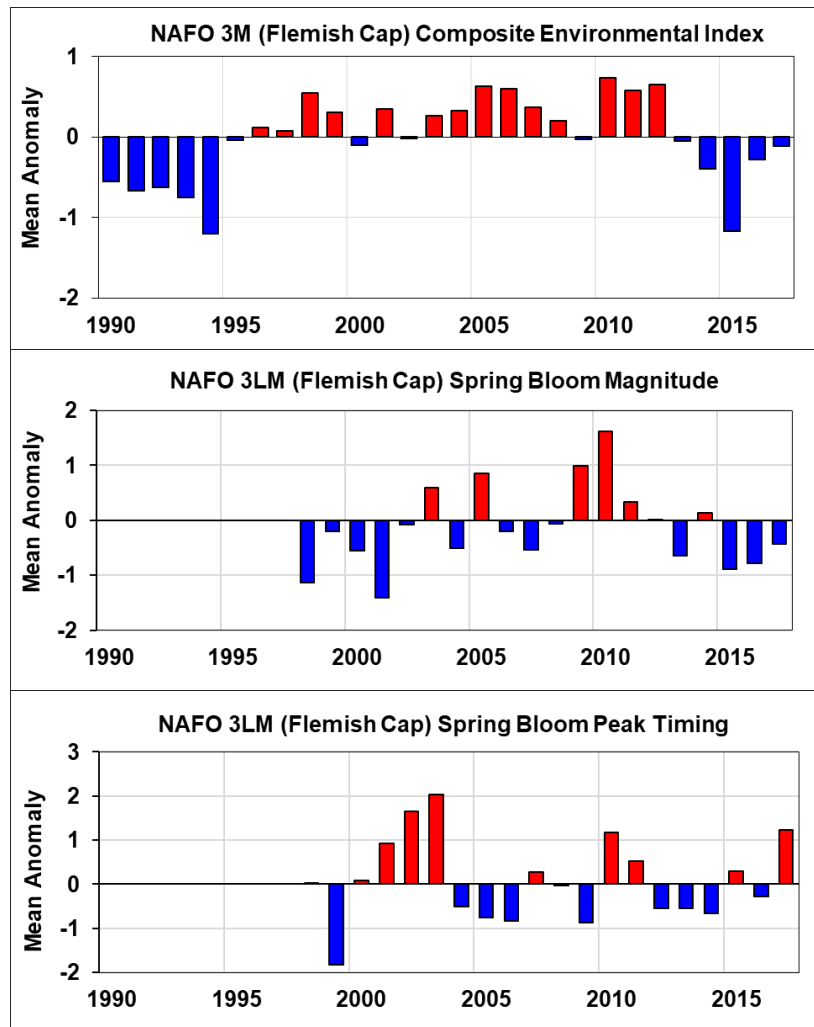 NAFO 3M (Flemish Cap) Composite Environmental Index
Mean Anomaly
1
0
-1
-2
1990 1995 2000 2005 2010 2015
NAFO 3LM (Flemish Cap) Spring Bloom Magnitude
Mean Anomaly
2
1
0
-1
-2
1990 1995 2000 2005 2010 2015
NAFO 3LM (Flemish Cap) Spring Bloom Peak Timing
Mean Anomaly
3
2
1
0
-1
-2
1990 1995 2000 2005 2010 2015